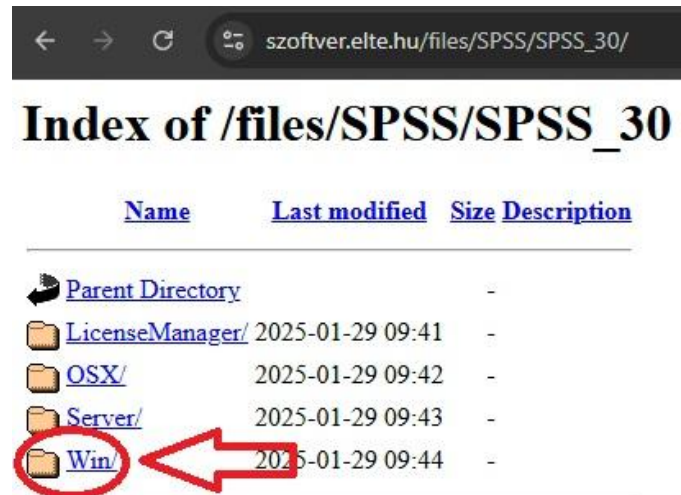 szoftver.elte.hu/files/SPSS/SPSS_30/
Index of /files/SPSS/SPSS_30
Name Last modified Size Description
Parent Directory -
LicenseManager/ 2025-01-29 09:41 -
OSX/ 2025-01-29 09:42 -
Server/ 2025-01-29 09:43 -
Win/ 2025-01-29 09:44 -